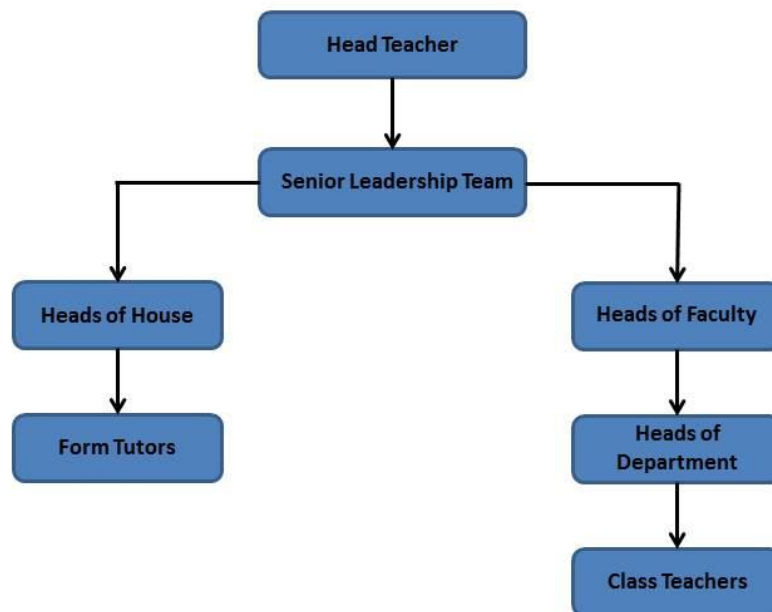 Head Teacher
Senior Leadership Team
Heads of House
Heads of Faculty
Form Tutors
Heads of
Department
Class Teachers